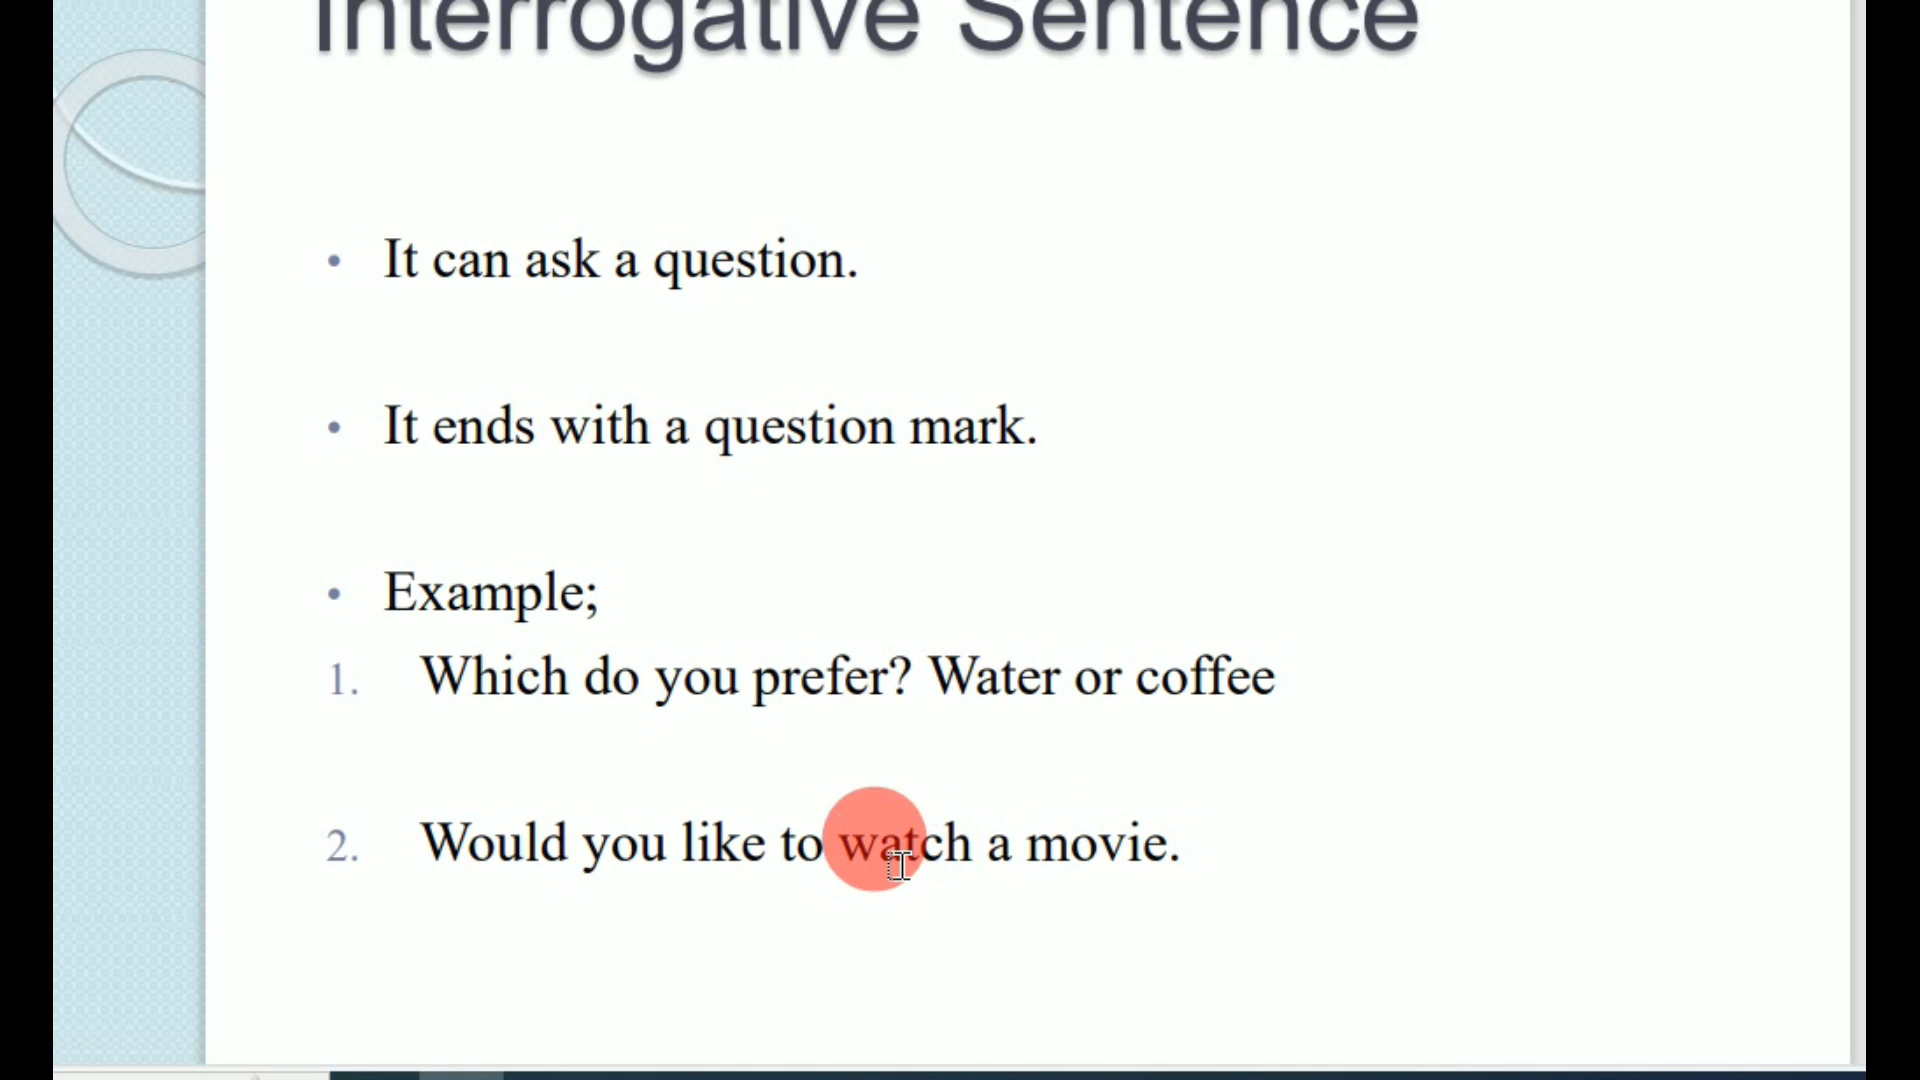 Interrogative Sentence
• It can ask a question.
• It ends with a question mark.
• Example;
1. Which do you prefer? Water or coffee
2. Would you like to watch a movie.